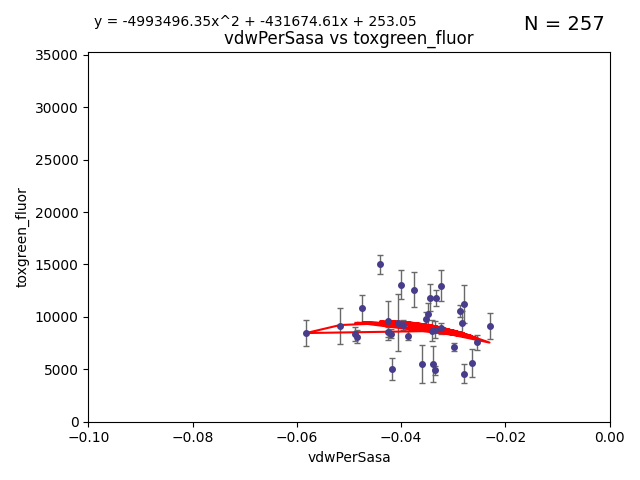 y = -4993496.35x^2 + -431674.61x + 253.05
N = 257
vdwPerSasa vs toxgreen_fluor
35000
30000
25000
20000
15000
10000
5000
0
toxgreen_fluor
−0.10
−0.08
−0.06
−0.04
−0.02
0.00
vdwPerSasa